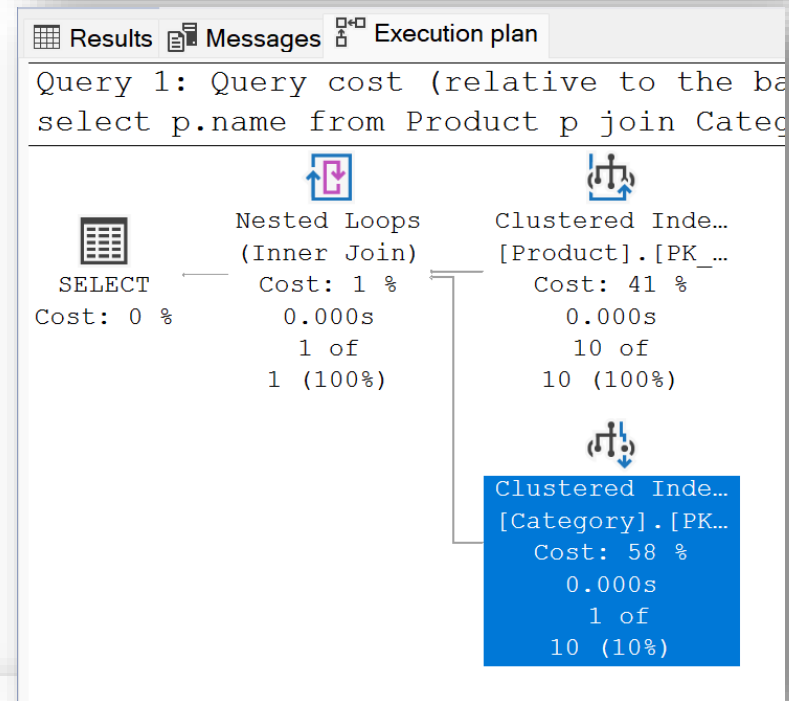 Results Messages Execution plan
Query 1: Query cost (relative to the
select p.name from Product p join
SELECT
Cost: 0 %
Nested Loops
(Inner Join)
Cost: 1 %
0.000s
1 of
1 (100%)
Clustered Inde…
[Product].[PK_…
Cost: 41 %
0.000s
10 of
10 (100%)
Clustered Inde…
[Category].[PK…
Cost: 58 %
0.000s
1 of
10 (10%)